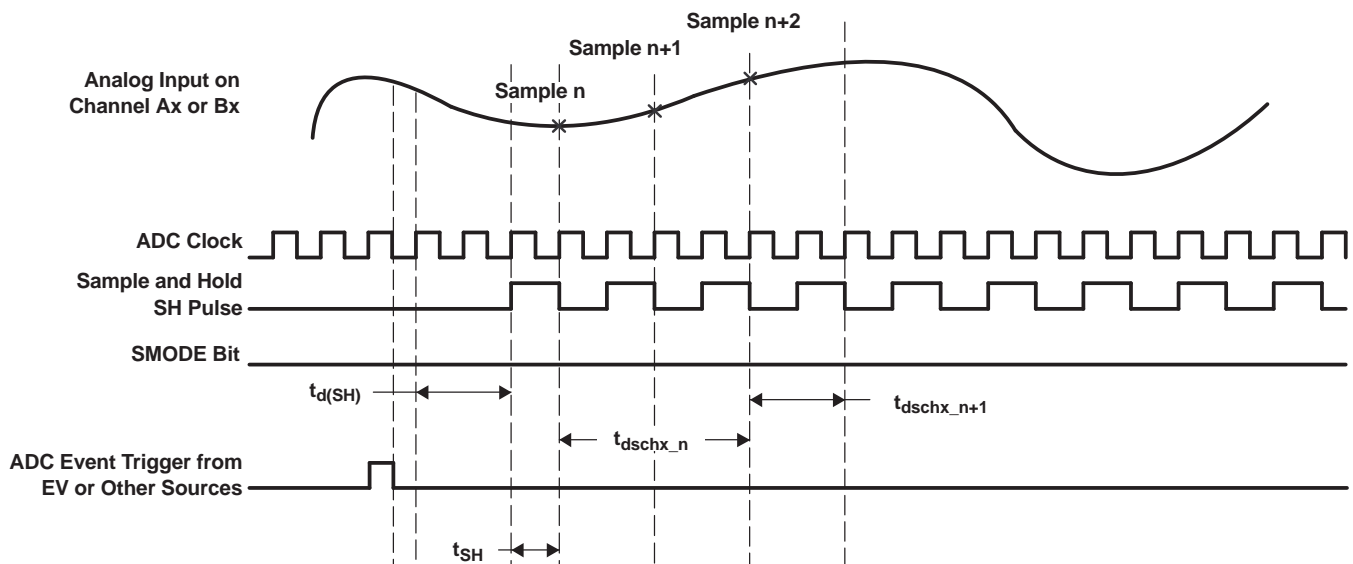 Sample n+2
Sample n+1
Analog Input on
Channel Ax or Bx
Sample n
ADC Clock
Sample and Hold
SH Pulse
SMODE Bit
td(SH)
tdschx_n+1
tdschx_n
ADC Event Trigger from
EV or Other Sources
tSH